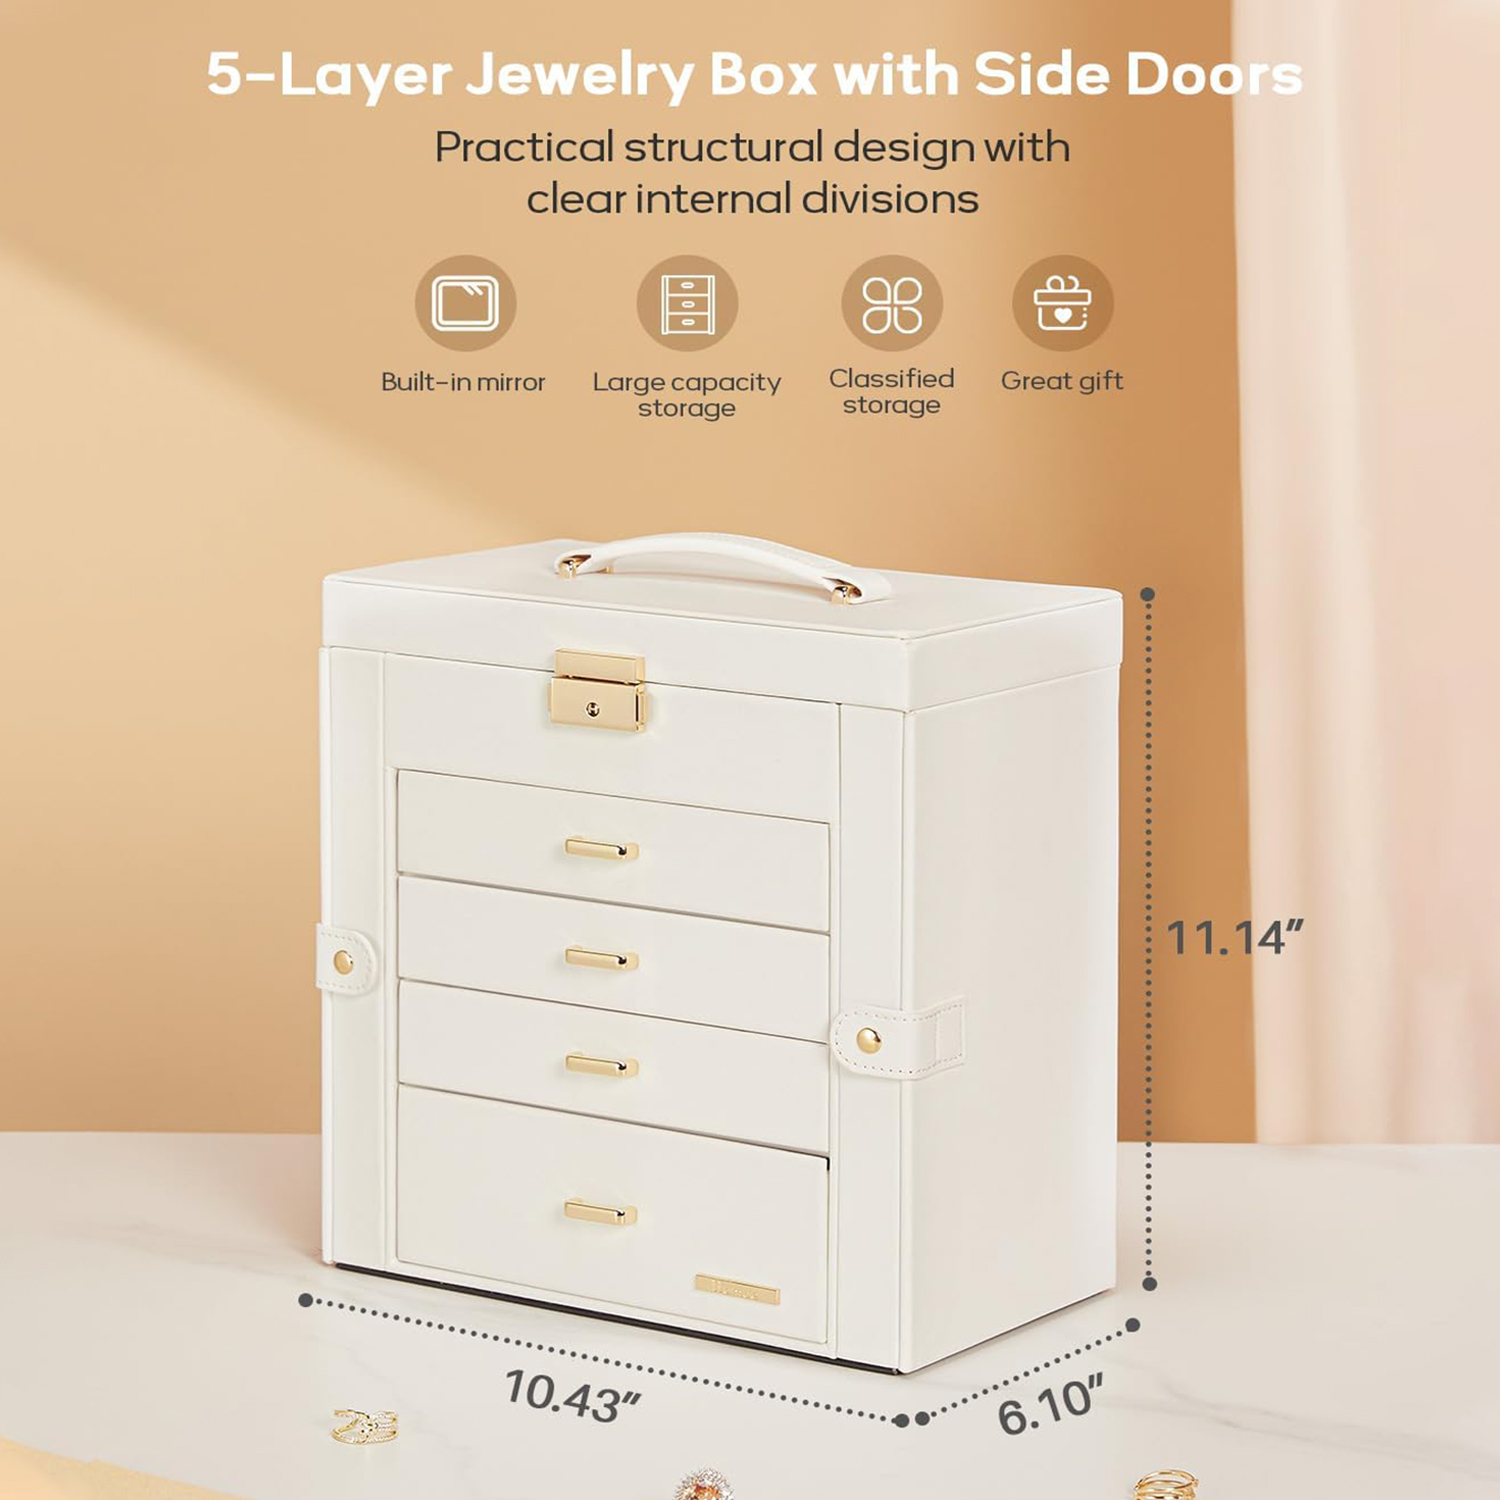 5-Layer Jewelry Box with Side Doors
Practical structural design with
clear internal divisions
Built-in mirror
Large capacity
storage
Classified
storage
Great gift
11.14″
10.43″
6.10″